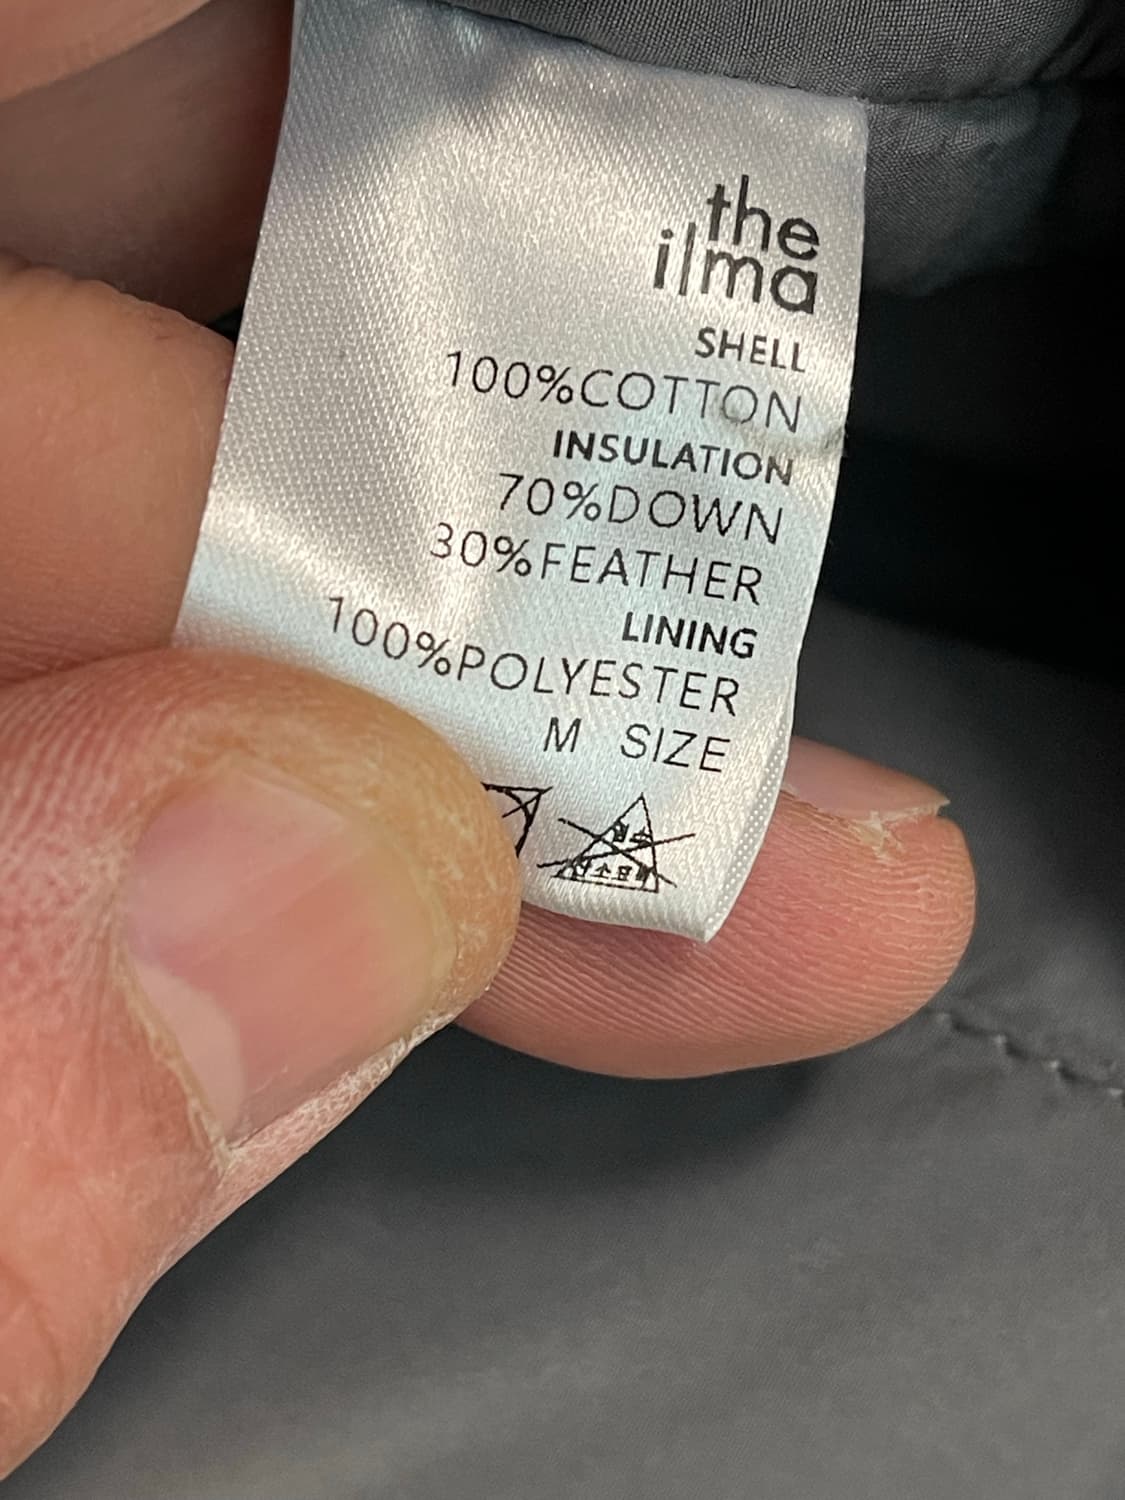 the
ilma
SHELL
100%COTTON
INSULATION
70%DOWN
30%FEATHER
LINING
100%POLYESTER
M SIZE